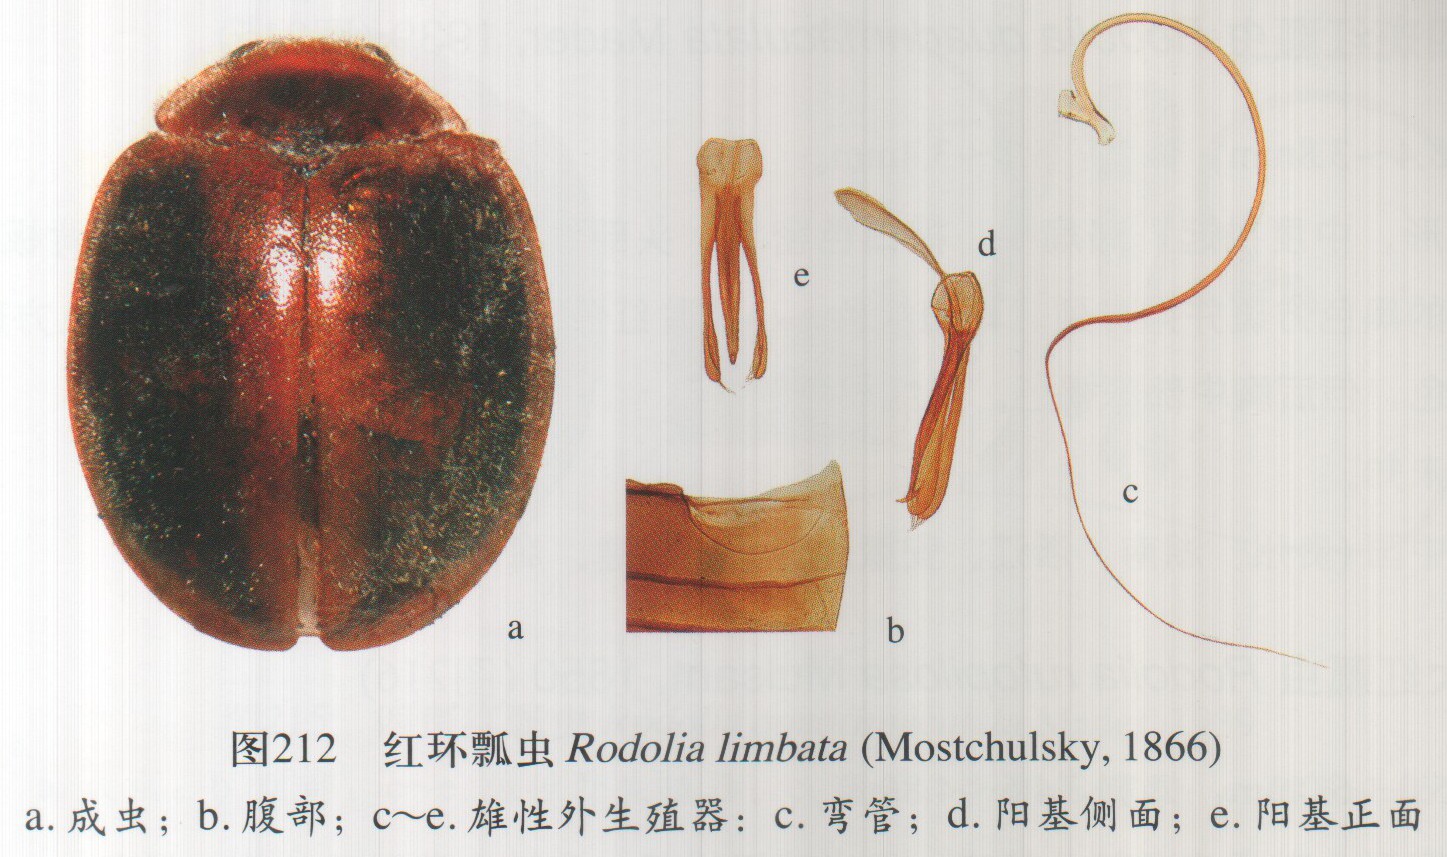 e
d
c
a
b
图212 红环瓢虫 Rodolia limbata (Mostchulsky, 1866)
a. 成虫；b. 腹部；c～e. 雄性外生殖器：c. 弯管；d. 阳基侧面；e. 阳基正面